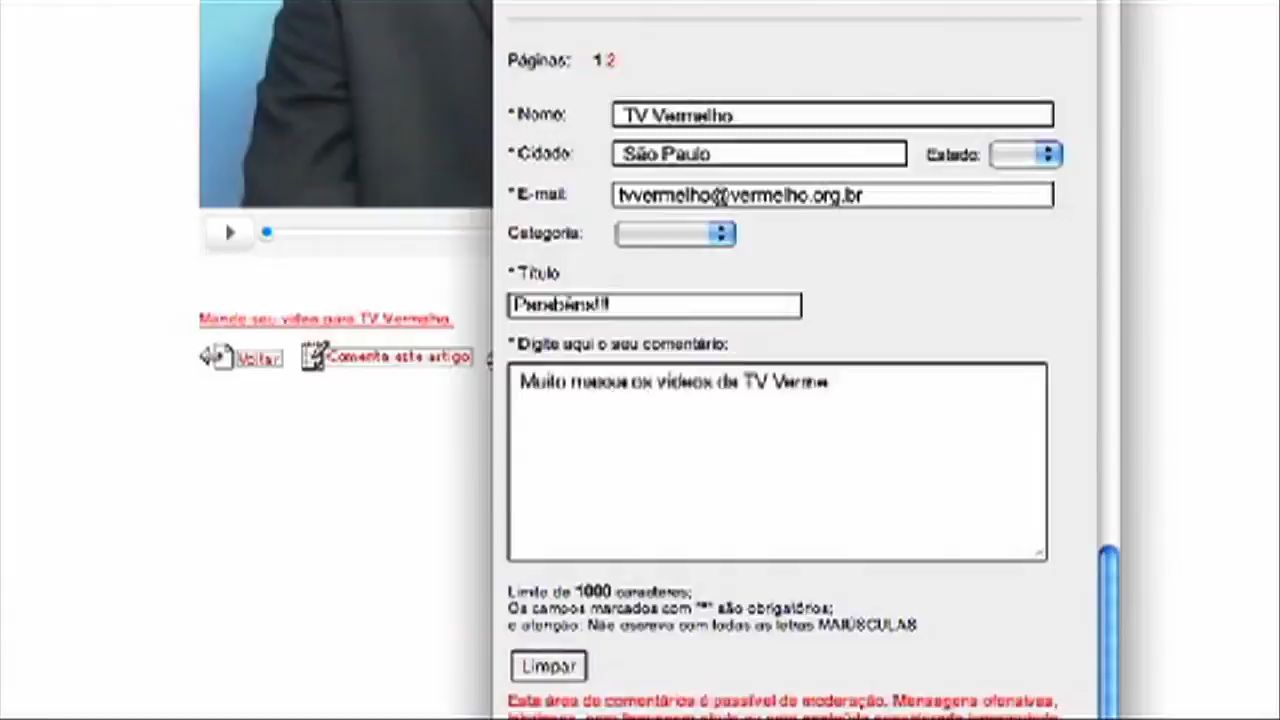 Páginas: 1 2
* Nome: TV Vermelho
* Cidade: São Paulo Estado:
* E-mail: tvvermelho@vermelho.org.br
Categoria:
* Título
Parabéns!!!
Mande seu vídeo para TV Vermelho.
* Digite aqui o seu comentário:
Voltar Comente este artigo
Muito massa os vídeos da TV Verme
Limite de 1000 caracteres;
Os campos marcados com "*" são obrigatórios;
e atenção: Não escreva com todas as letras MAIÚSCULAS
Limpar
Esta área de comentários é passível de moderação. Mensagens ofensivas,